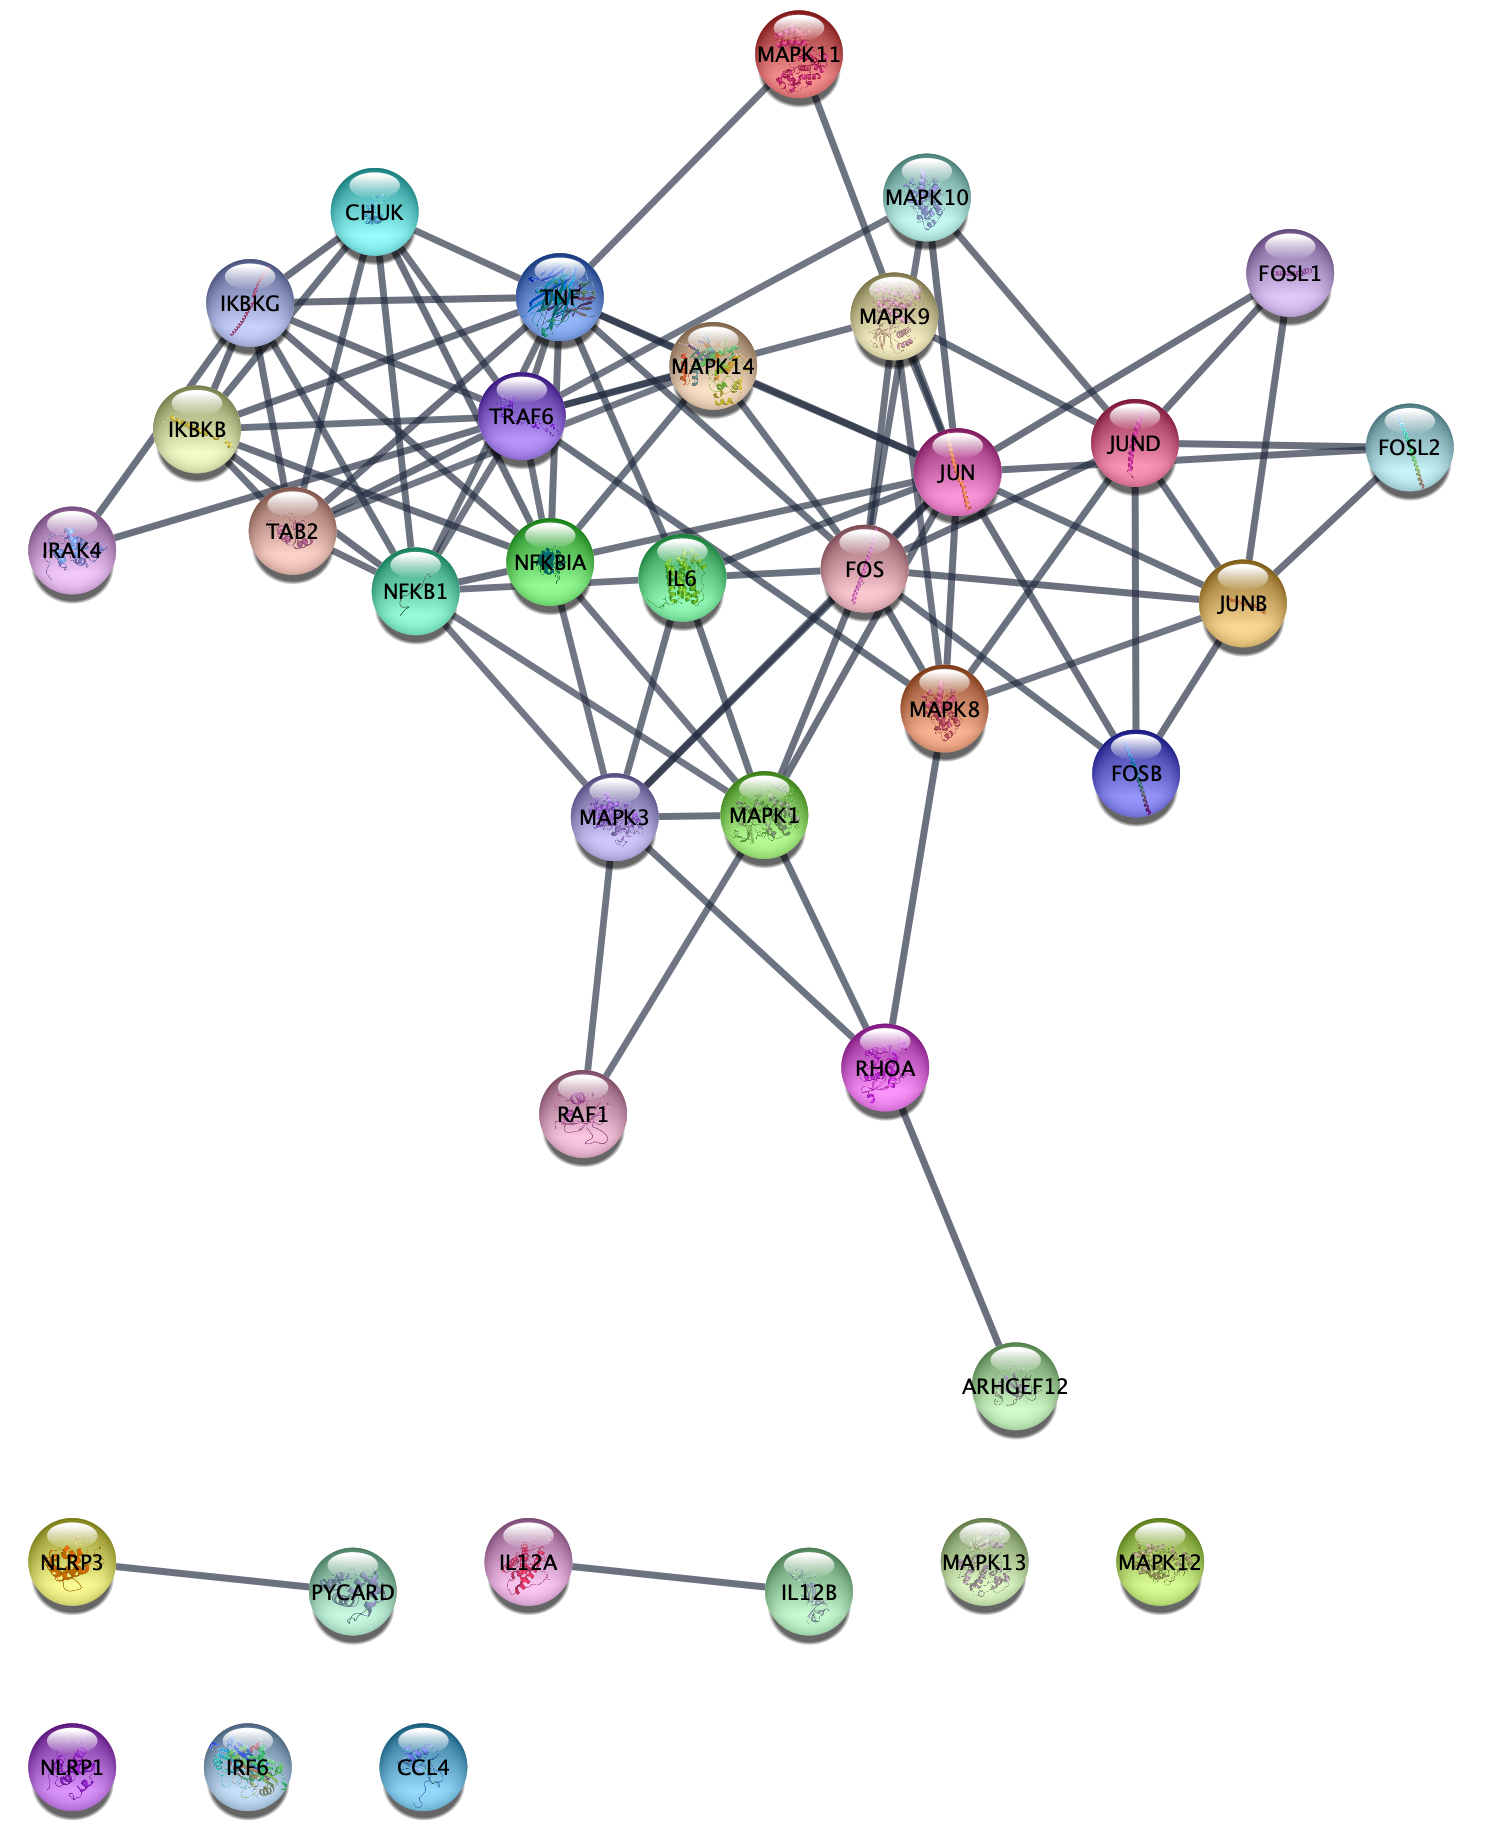 MAPK11
MAPK10
CHUK
FOSL1
TNF
IKBKG
MAPK9
MAPK14
TRAF6
IKBKB
JUND
FOSL2
JUN
TAB2
IRAK4
NFKBIA
FOS
IL6
NFKB1
JUNB
MAPK8
FOSB
MAPK3
MAPK1
RHOA
RAF1
ARHGEF12
NLRP3
IL12A
MAPK13
MAPK12
PYCARD
IL12B
NLRP1
IRF6
CCL4